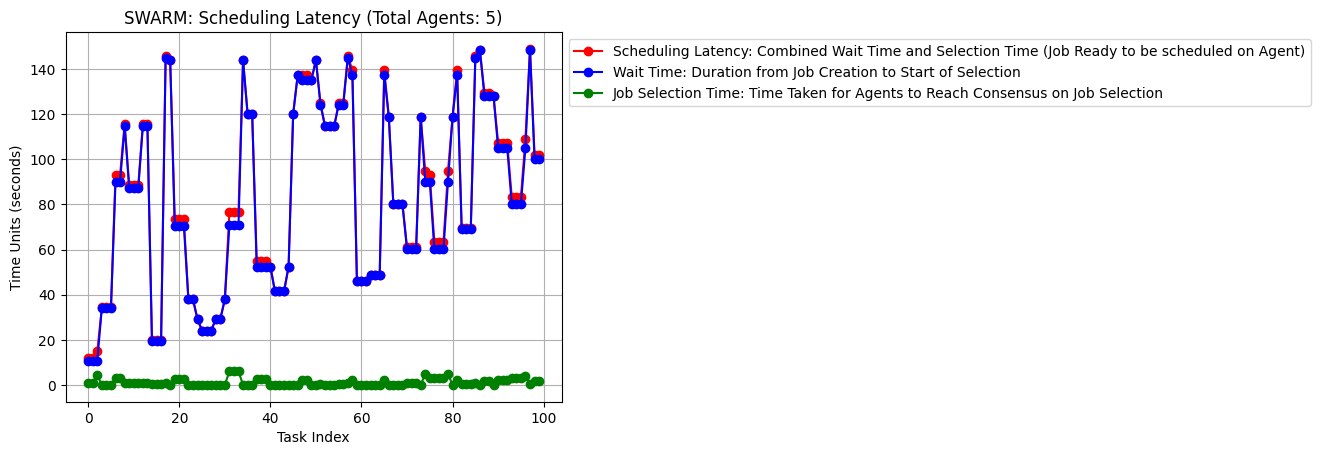 SWARM: Scheduling Latency (Total Agents: 5)
Scheduling Latency: Combined Wait Time and Selection Time (Job Ready to be scheduled on Agent)
Wait Time: Duration from Job Creation to Start of Selection
Job Selection Time: Time Taken for Agents to Reach Consensus on Job Selection
Time Units (seconds)
140
120
100
80
60
40
20
0
0 20 40 60 80 100
Task Index